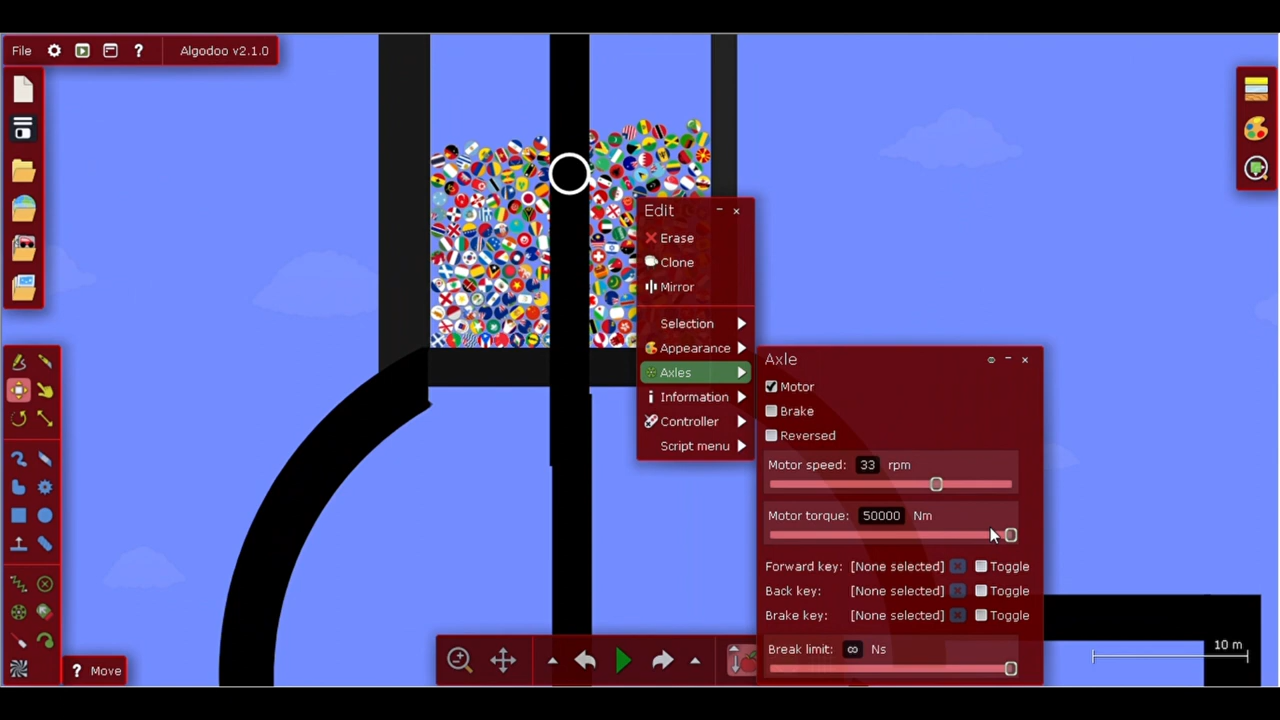 File ? Algodoo v2.1.0
Edit
Erase
Clone
Mirror
Selection
Appearance
Axles
Information
Controller
Script menu
Axle
Motor
Brake
Reversed
Motor speed: 33 rpm
Motor torque: 50000 Nm
Forward key: [None selected] Toggle
Back key: [None selected] Toggle
Brake key: [None selected] Toggle
Break limit: ∞ Ns
10 m
? Move